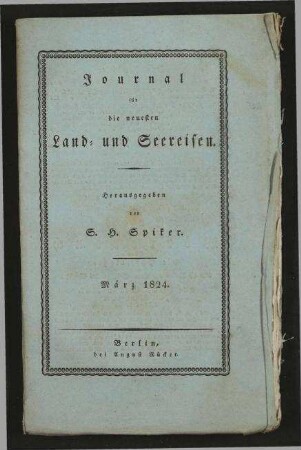 Journal
für
die neuesten
Land- und Seereisen.
Herausgegeben
von
S. H. Spiker.
März 1824.
Berlin,
bei August Rücker.